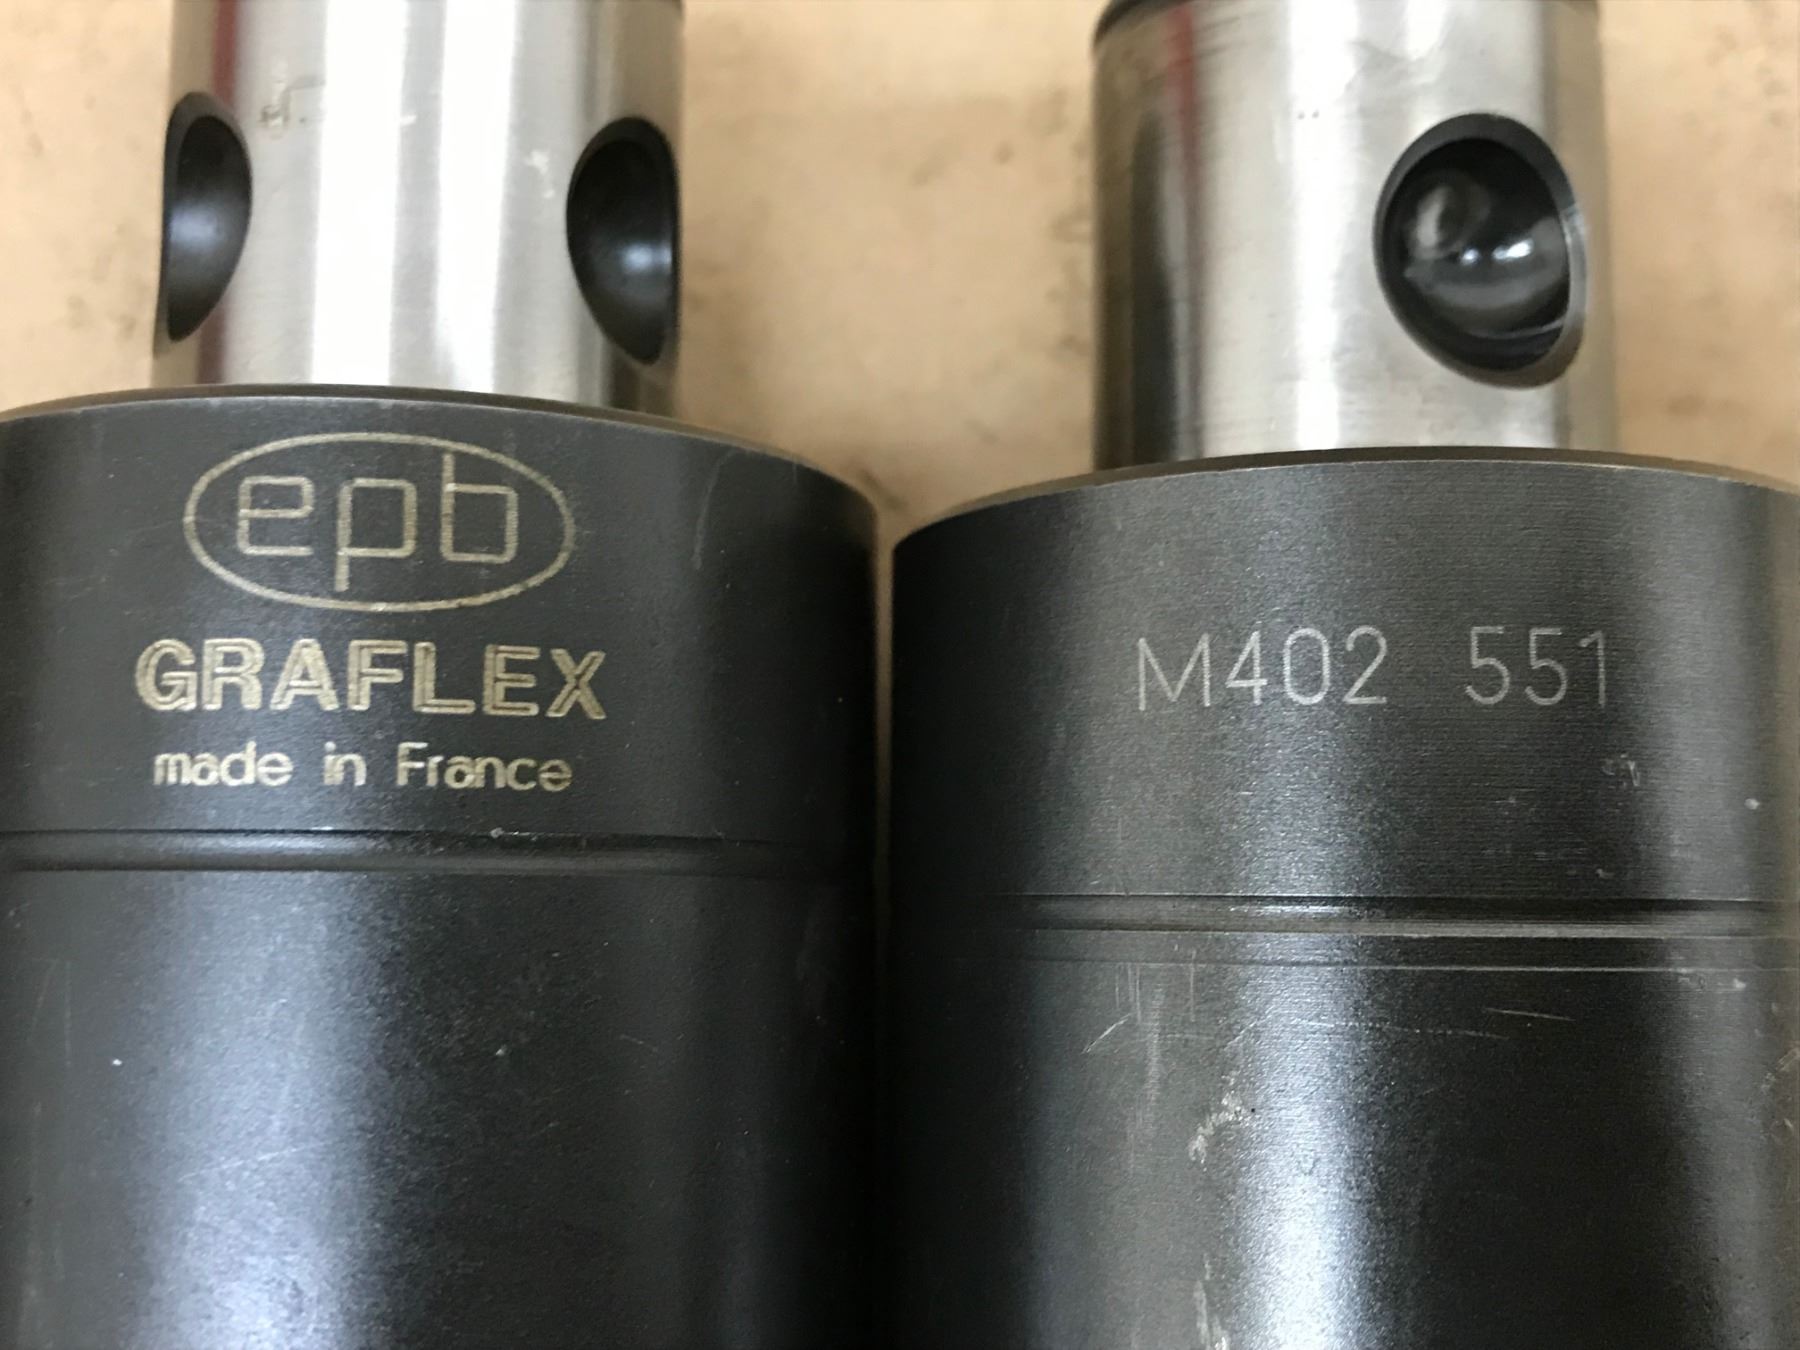 epb
GRAFLEX
made in France
M402 551